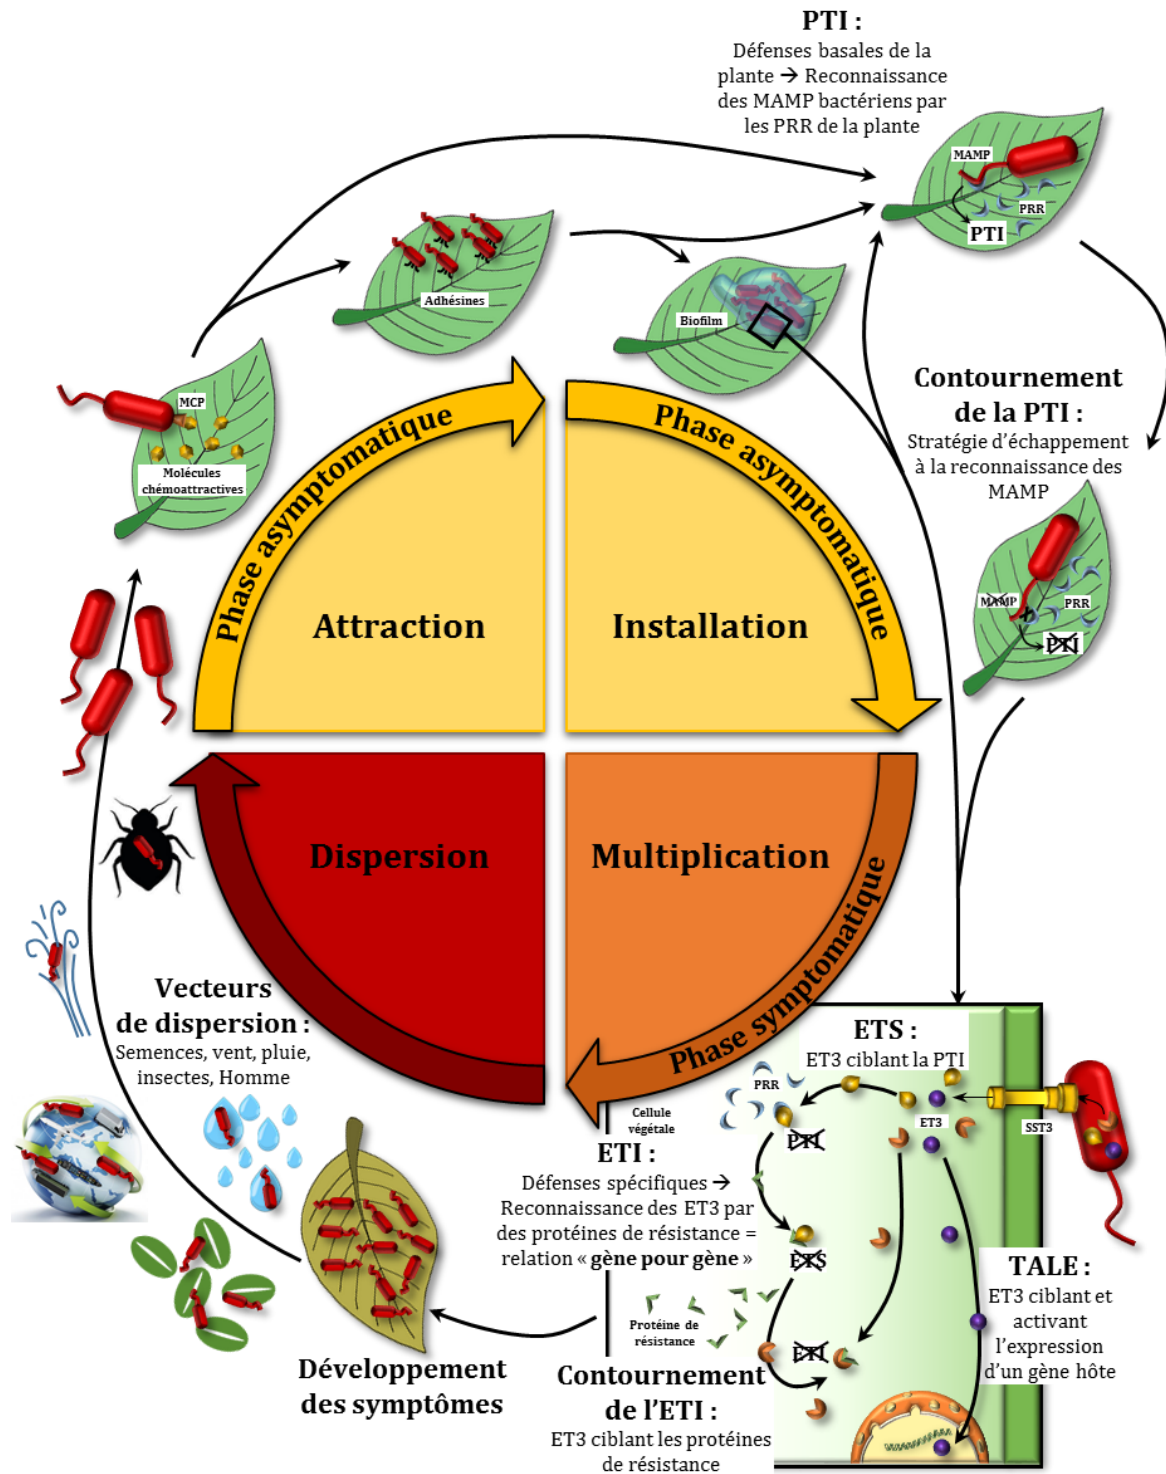 PTI :
Défenses basales de la
plante → Reconnaissance
des MAMP bactériens par
les PRR de la plante
MAMP
PRR
PTI
Adhésines
Biofilm
MCP
Molécules
chémoattractives
Contournement
de la PTI :
Stratégie d'échappement
à la reconnaissance des
MAMP
MAMP
PRR
PTI
Phase asymptomatique
Phase asymptomatique
Attraction
Installation
Dispersion
Multiplication
Phase symptomatique
Vecteurs
de dispersion :
Semences, vent, pluie,
insectes, Homme
ETS :
ET3 ciblant la PTI
PRR
Cellule
végétale
PTI
ET3
SST3
ETI :
Défenses spécifiques →
Reconnaissance des ET3 par
des protéines de résistance =
relation « gène pour gène »
ETS
TALE :
ET3 ciblant et
activant
l'expression
d'un gène hôte
Protéine de
résistance
ETI
Développement
des symptômes
Contournement
de l'ETI :
ET3 ciblant les protéines
de résistance